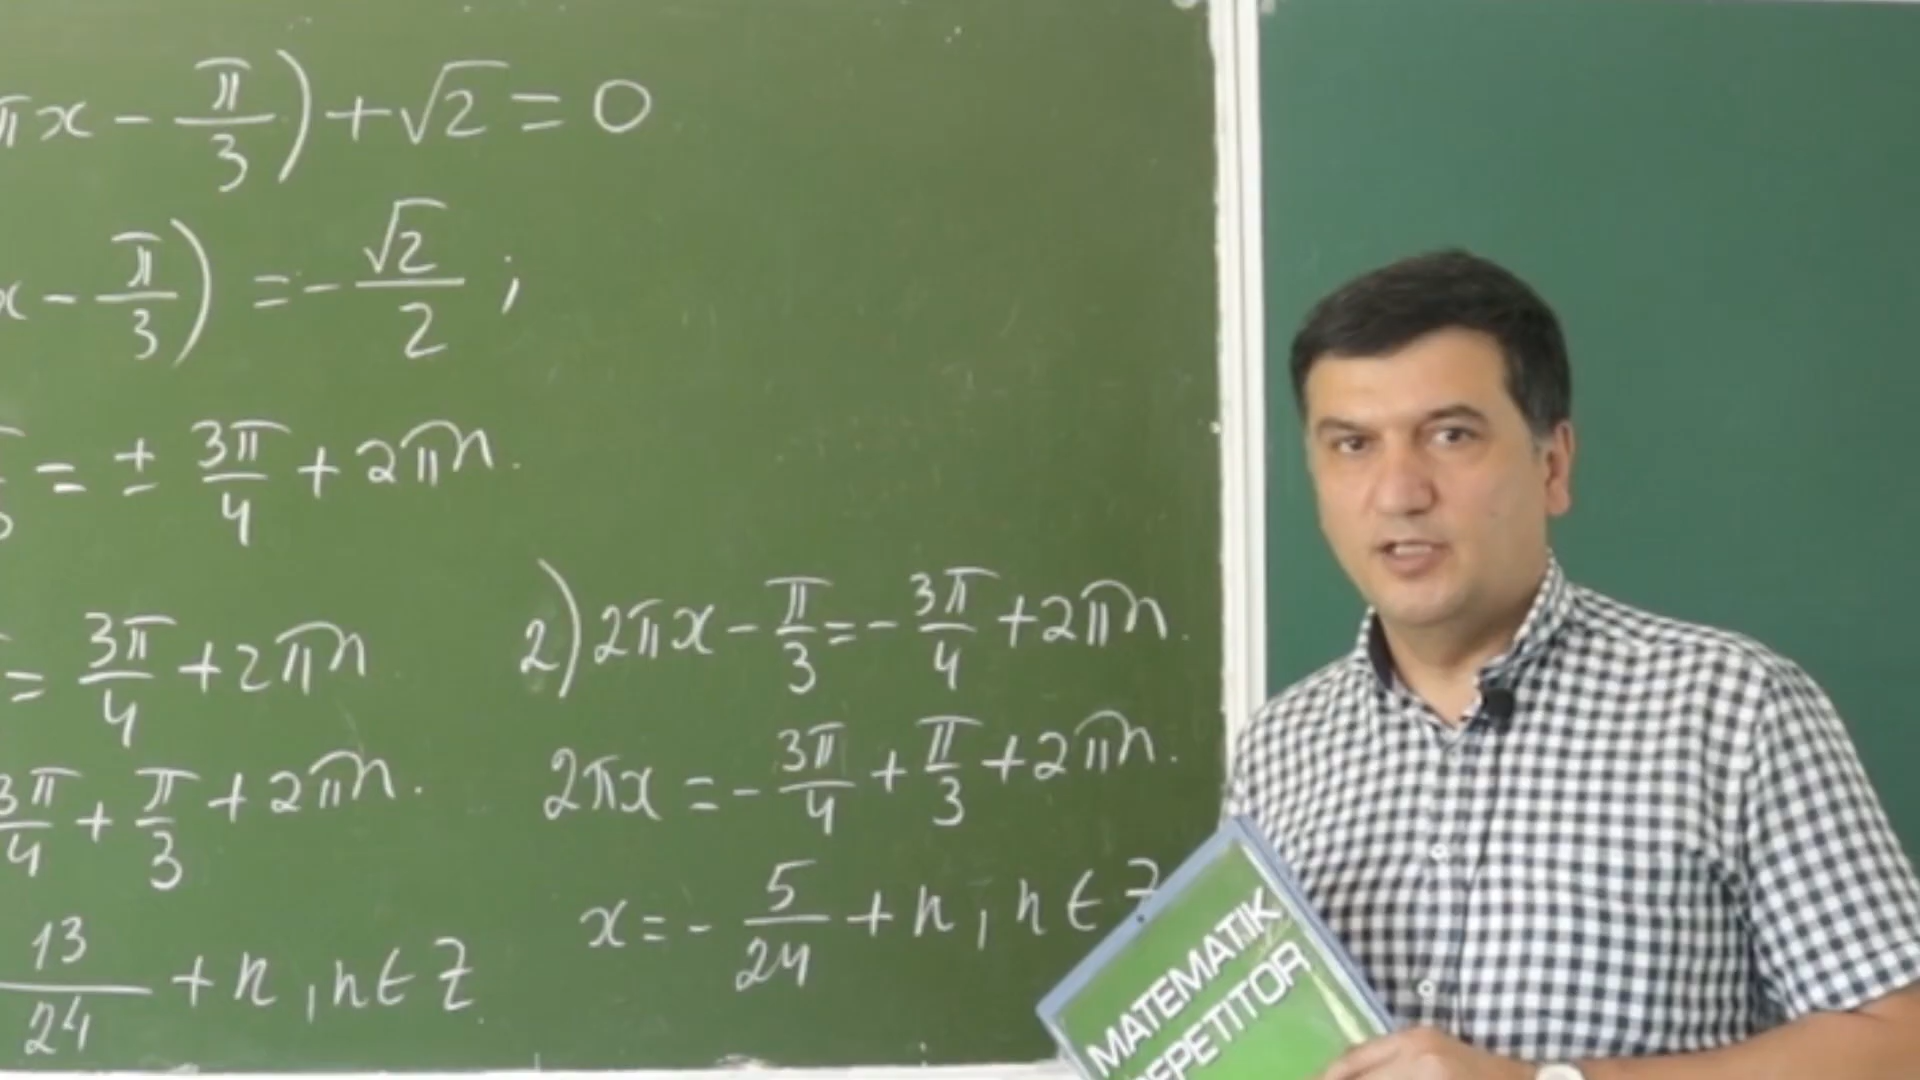 πx - π/3) + √2 = 0
x - π/3) = - √2/2 ;
= ± 3π/4 + 2πn.
= 3π/4 + 2πn
3π/4 + π/3 + 2πn.
13/24 + n, n ∈ Z
2) 2πx - π/3 = - 3π/4 + 2πn.
2πx = - 3π/4 + π/3 + 2πn.
x = - 5/24 + n, n ∈ Z
MATEMATIK
REPETITOR